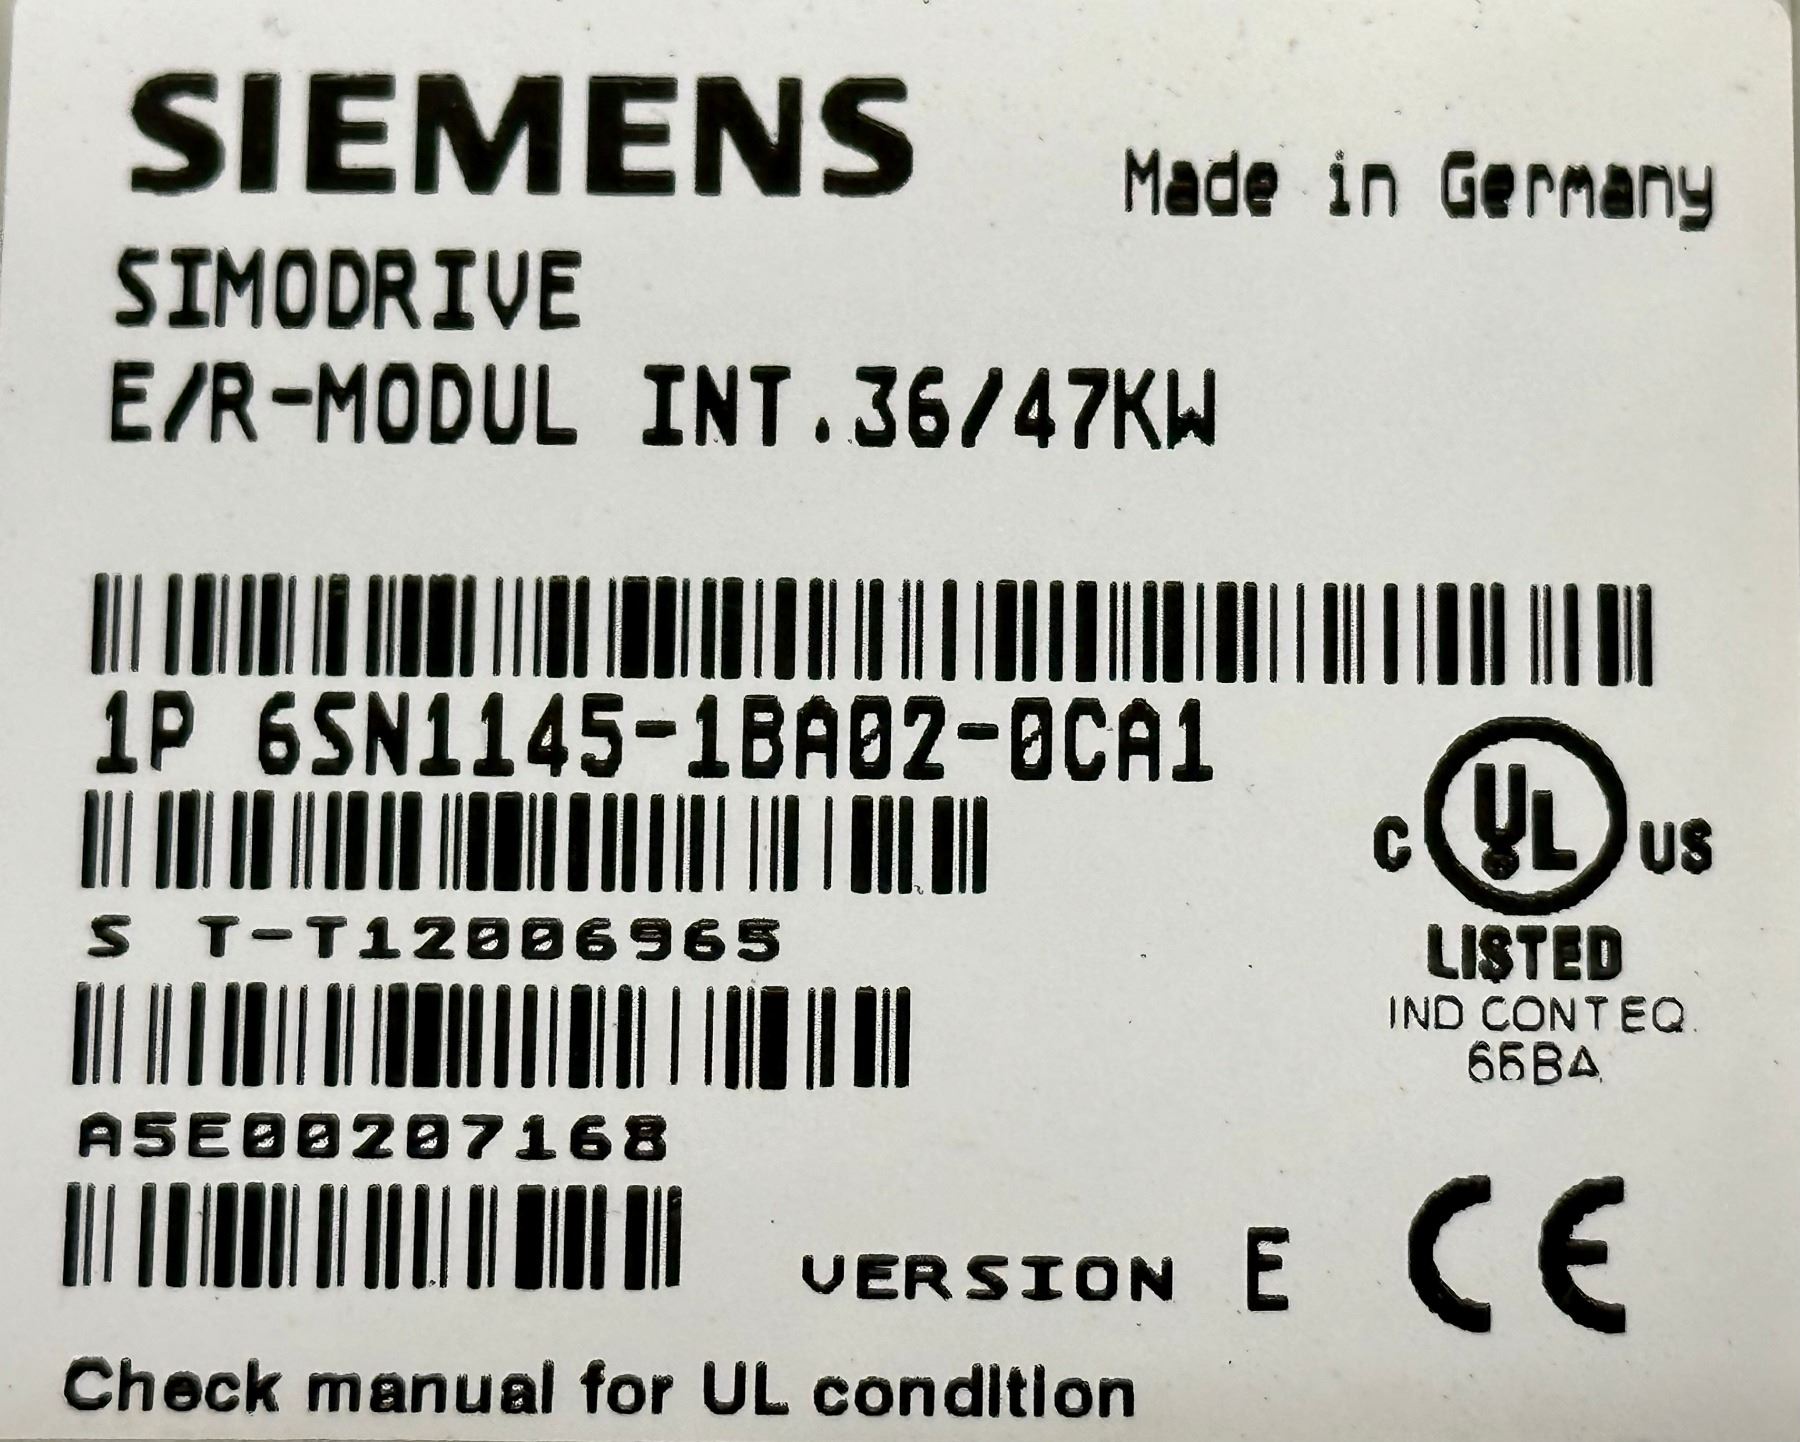 SIEMENS
Made in Germany
SIMODRIVE
E/R-MODUL INT.36/47KW
1P 6SN1145-1BA02-0CA1
S T-T12006965
A5E00207168
C UL US
LISTED
IND CONT EQ.
66BA
VERSION E
CE
Check manual for UL condition